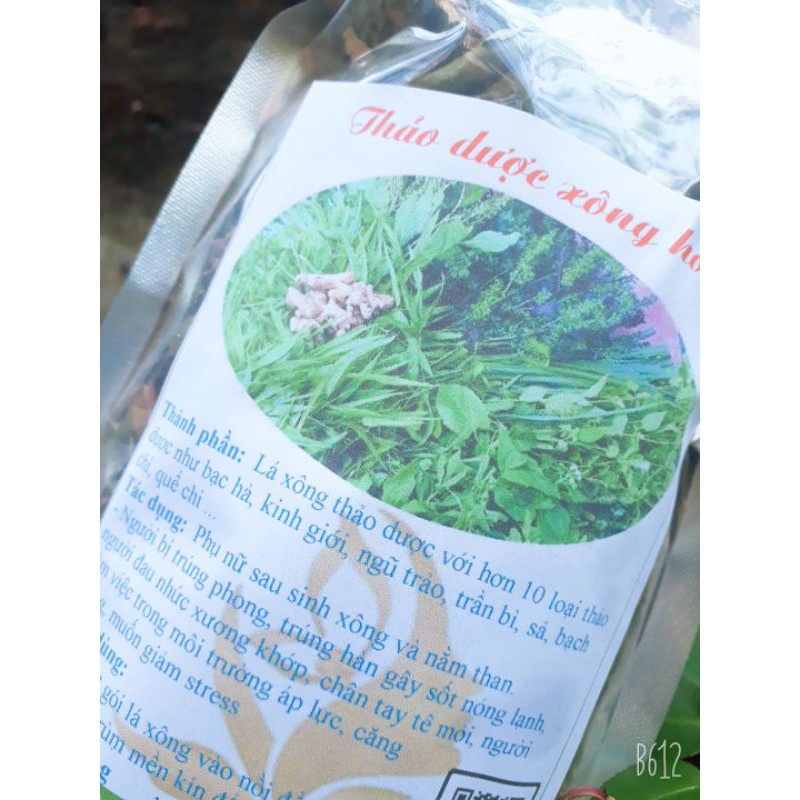 Thảo dược xông
Thành phần: Lá xông thảo dược với hơn 10 loại thảo
dược như bạc hà, kinh giới, ngũ trảo, trần bì, sả, bạch
chỉ, quế chi ...
Tác dụng: Phụ nữ sau sinh xông và nằm than.
- Người bị trúng phong, trúng hàn gây sốt nóng lạnh,
người đau nhức xương khớp, chân tay tê mỏi, người
việc trong môi trường áp lực, căng
muốn giảm stress
dùng:
gói lá xông vào nồi
mền kín
B612